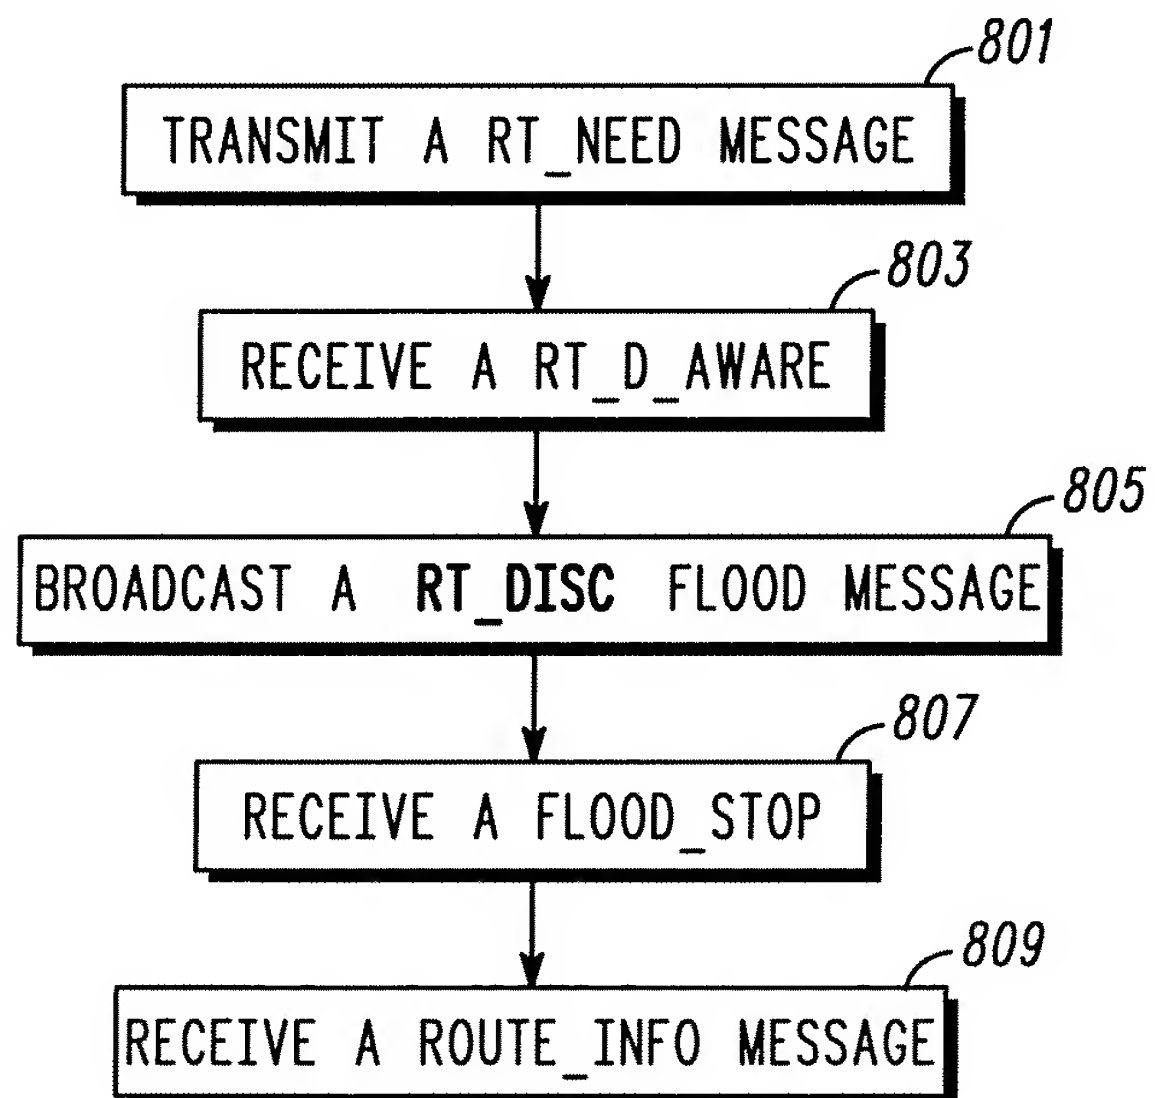 801
TRANSMIT A RT_NEED MESSAGE
803
RECEIVE A RT_D_AWARE
805
BROADCAST A RT_DISC FLOOD MESSAGE
807
RECEIVE A FLOOD_STOP
809
RECEIVE A ROUTE_INFO MESSAGE